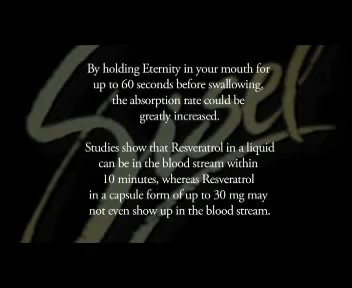 By holding Eternity in your mouth for
up to 60 seconds before swallowing,
the absorption rate could be
greatly increased.
Studies show that Resveratrol in a liquid
can be in the blood stream within
10 minutes, whereas Resveratrol
in a capsule form of up to 30 mg may
not even show up in the blood stream.